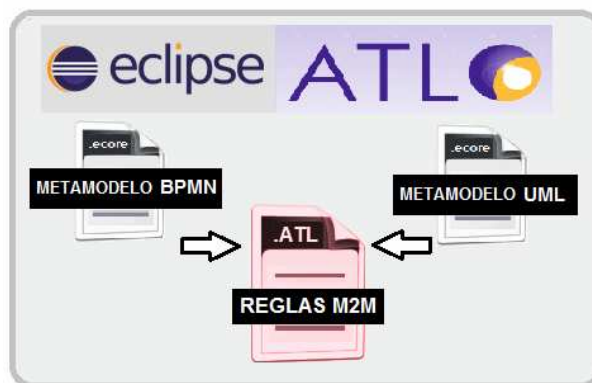 eclipse ATL
.ecore
METAMODELO BPMN
.ecore
METAMODELO UML
.ATL
REGLAS M2M